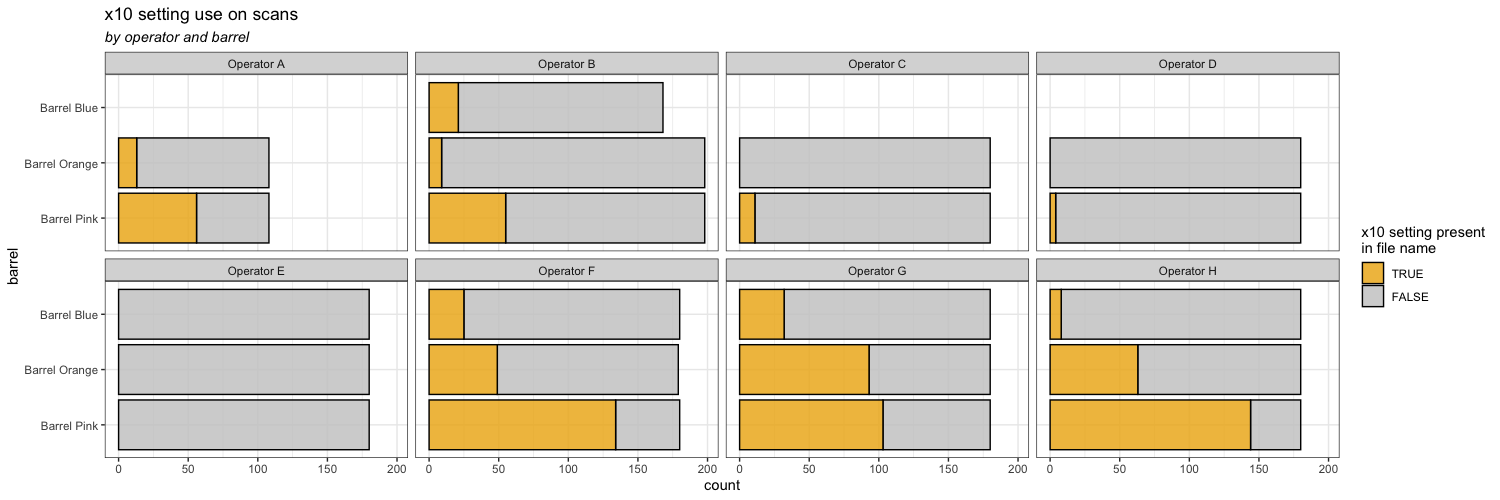 x10 setting use on scans
by operator and barrel
Operator A
Operator B
Operator C
Operator D
Barrel Blue
Barrel Orange
Barrel Pink
Operator E
Operator F
Operator G
Operator H
Barrel Blue
Barrel Orange
Barrel Pink
0 50 100 150 200
0 50 100 150 200
0 50 100 150 200
0 50 100 150 200
count
barrel
x10 setting present
in file name
TRUE
FALSE